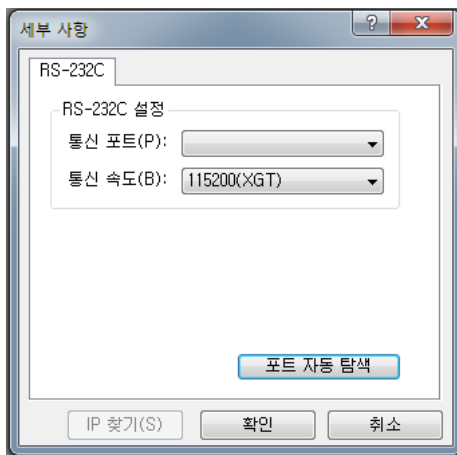 세부 사항
RS-232C
RS-232C 설정
통신 포트(P):
통신 속도(B): 115200(XGT)
포트 자동 탐색
IP 찾기(S) 확인 취소